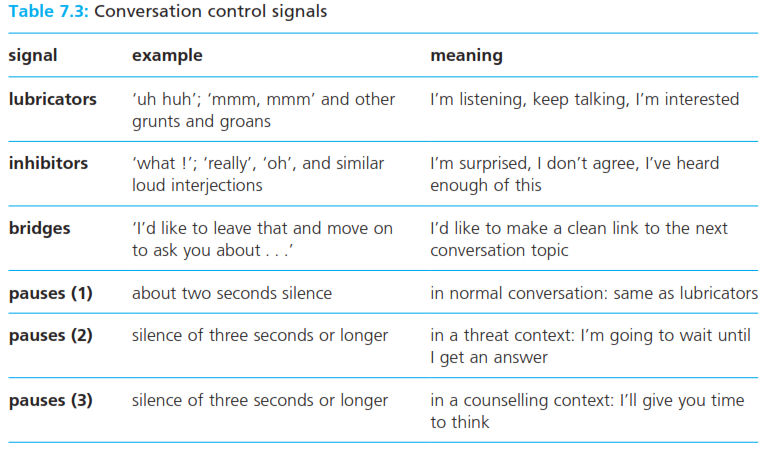 Table 7.3: Conversation control signals
signal example meaning
lubricators ‘uh huh’; ‘mmm, mmm’ and other I’m listening, keep talking, I’m interested
grunts and groans
inhibitors ‘what !’; ‘really’, ‘oh’, and similar I’m surprised, I don’t agree, I’ve heard
loud interjections enough of this
bridges ‘I’d like to leave that and move on I’d like to make a clean link to the next
to ask you about . . .’ conversation topic
pauses (1) about two seconds silence in normal conversation: same as lubricators
pauses (2) silence of three seconds or longer in a threat context: I’m going to wait until
I get an answer
pauses (3) silence of three seconds or longer in a counselling context: I’ll give you time
to think